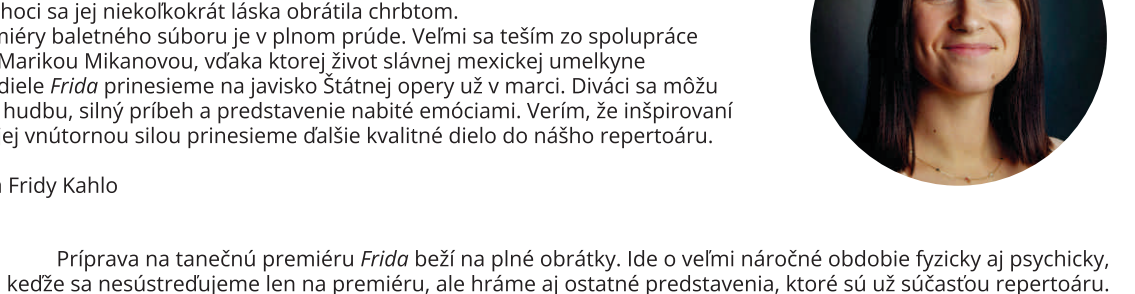 hoci sa jej niekoľkokrát láska obrátila chrbtom.
miéry baletného súboru je v plnom prúde. Veľmi sa teším zo spolupráce
Marikou Mikanovou, vďaka ktorej život slávnej mexickej umelkyne
diele Frida prinesieme na javisko Štátnej opery už v marci. Diváci sa môžu
hudbu, silný príbeh a predstavenie nabité emóciami. Verím, že inšpirovaní
jej vnútornou silou prinesieme ďalšie kvalitné dielo do nášho repertoáru.
Fridy Kahlo
Príprava na tanečnú premiéru Frida beží na plné obrátky. Ide o veľmi náročné obdobie fyzicky aj psychicky,
keďže sa nesústreďujeme len na premiéru, ale hráme aj ostatné predstavenia, ktoré sú už súčasťou repertoáru.